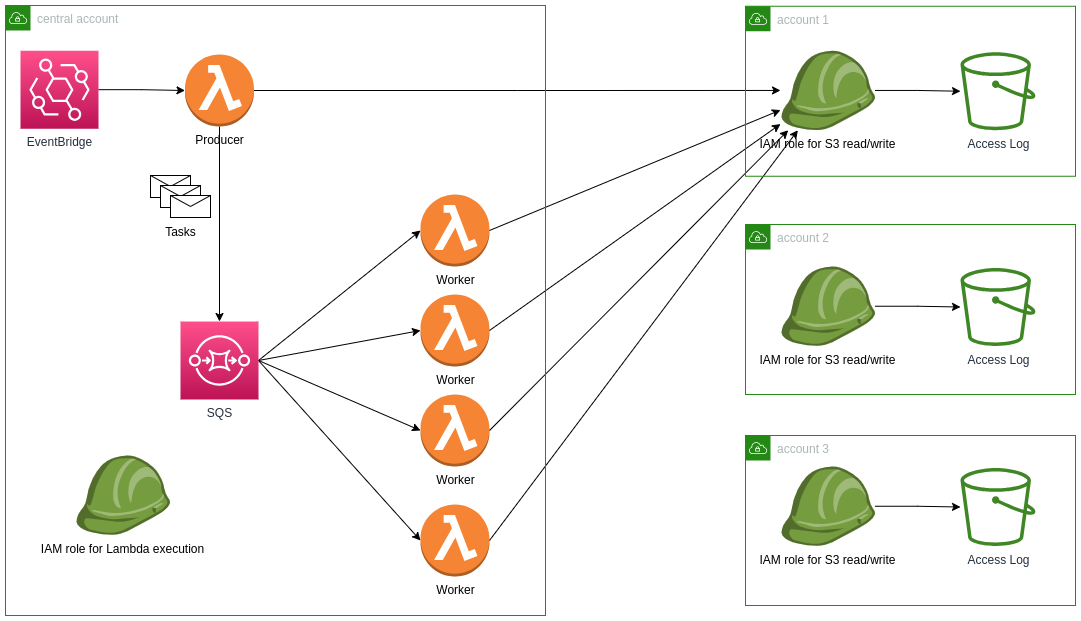 central account
EventBridge
Producer
Tasks
SQS
Worker
Worker
Worker
Worker
IAM role for Lambda execution
account 1
IAM role for S3 read/write
Access Log
account 2
IAM role for S3 read/write
Access Log
account 3
IAM role for S3 read/write
Access Log